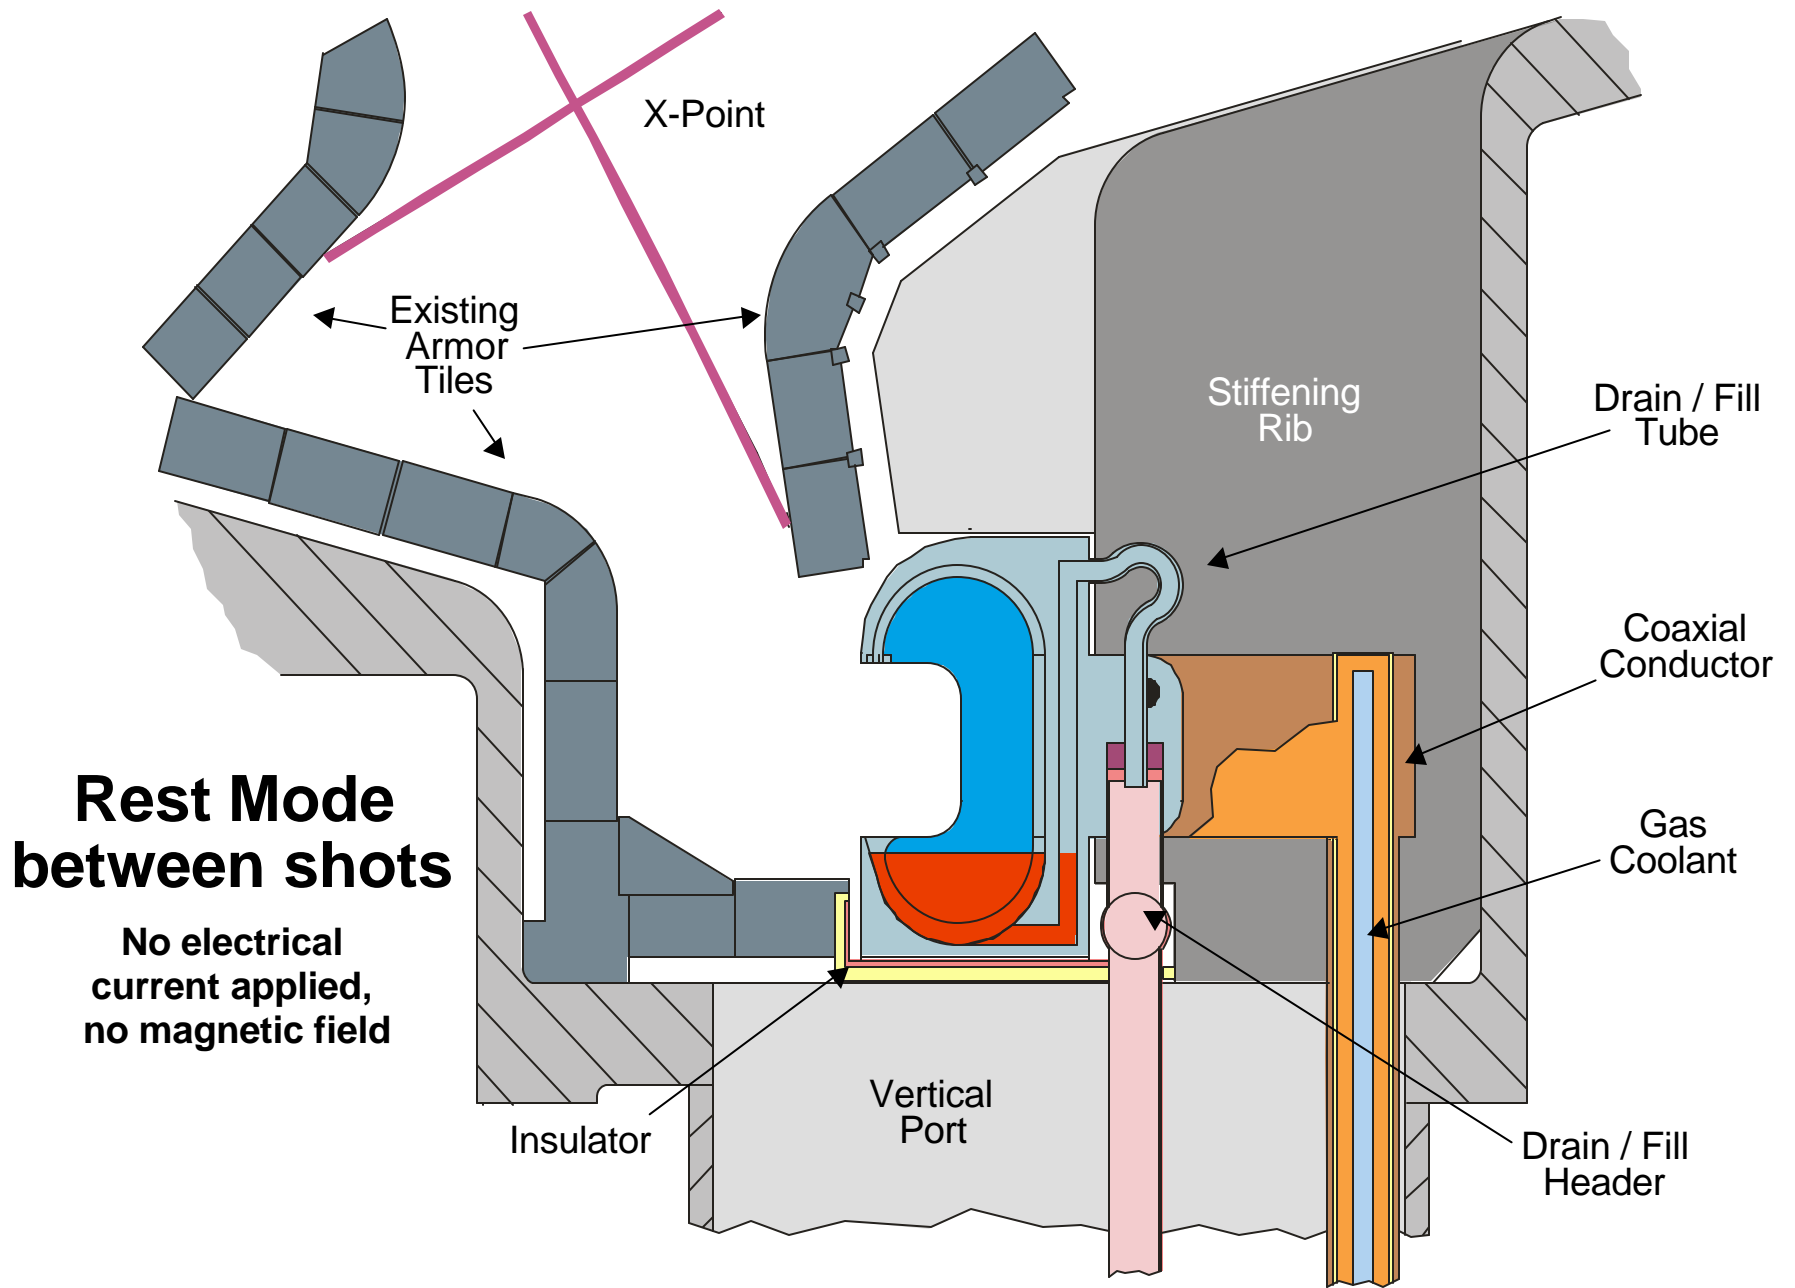 X-Point
Existing
Armor
Tiles
Stiffening
Rib
Drain / Fill
Tube
Coaxial
Conductor
Rest Mode
between shots
Gas
Coolant
No electrical
current applied,
no magnetic field
Vertical
Port
Insulator
Drain / Fill
Header